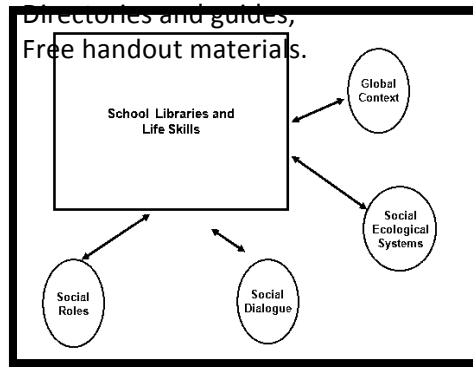 Directories and guides,
Free handout materials.
School Libraries and
Life Skills
Global
Context
Social
Ecological
Systems
Social
Roles
Social
Dialogue